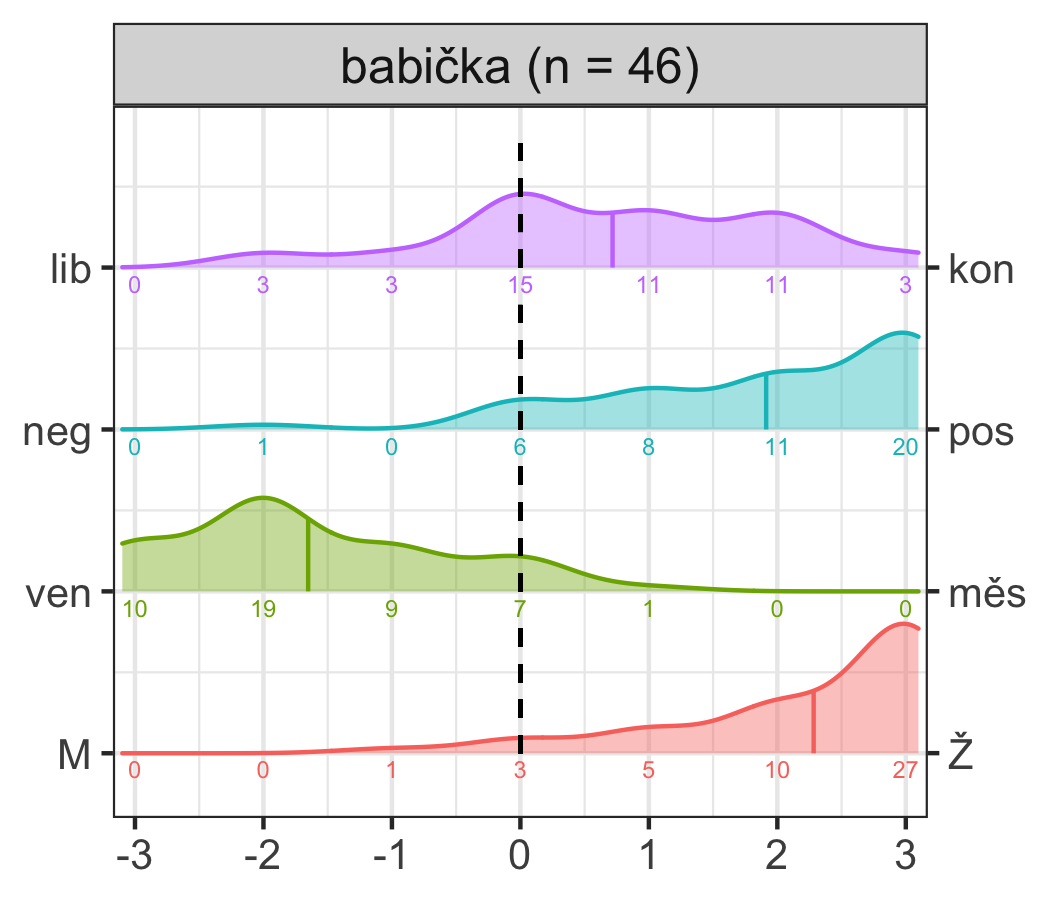 babička (n = 46)
lib kon
0 3 3 15 11 11 3
neg pos
0 1 0 6 8 11 20
ven měs
10 19 9 7 1 0 0
M Ž
0 0 1 3 5 10 27
-3 -2 -1 0 1 2 3